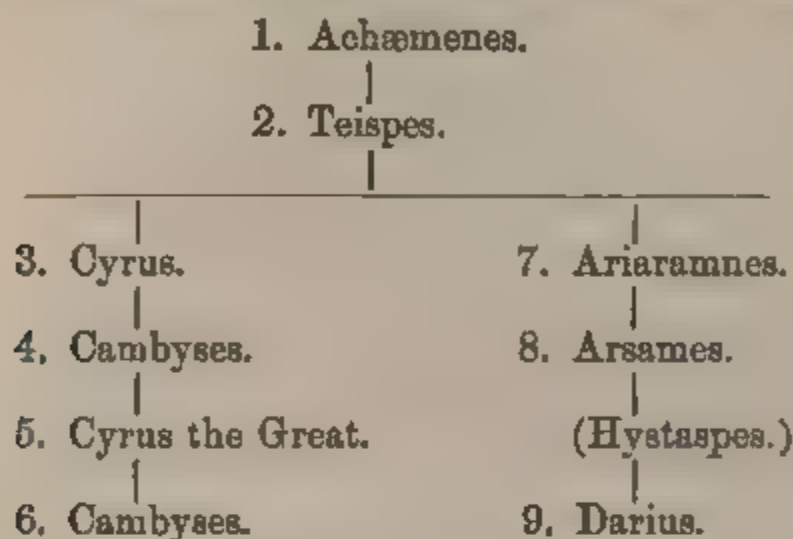 1. Achæmenes.
2. Teispes.
3. Cyrus. 7. Ariaramnes.
4. Cambyses. 8. Arsames.
5. Cyrus the Great. (Hystaspes.)
6. Cambyses. 9. Darius.